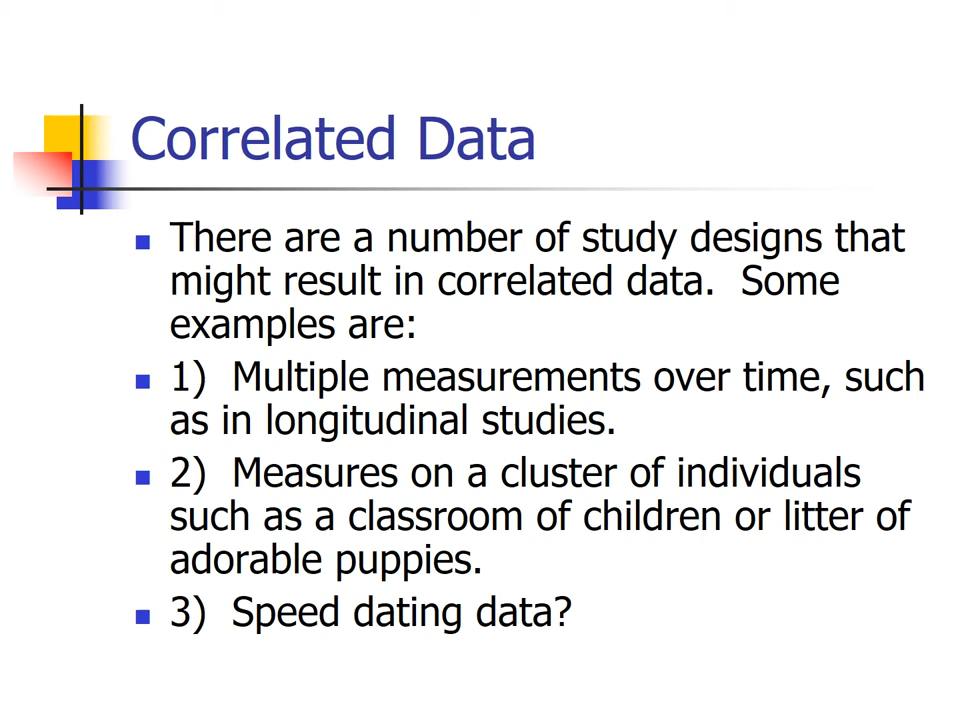 Correlated Data
There are a number of study designs that
might result in correlated data.  Some
examples are:
1)  Multiple measurements over time, such
as in longitudinal studies.
2)  Measures on a cluster of individuals
such as a classroom of children or litter of
adorable puppies.
3)  Speed dating data?